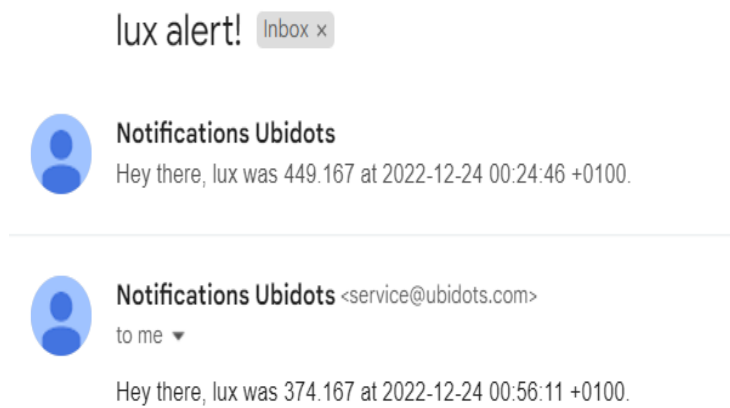 lux alert! Inbox ×
Notifications Ubidots
Hey there, lux was 449.167 at 2022-12-24 00:24:46 +0100.
Notifications Ubidots <service@ubidots.com>
to me
Hey there, lux was 374.167 at 2022-12-24 00:56:11 +0100.